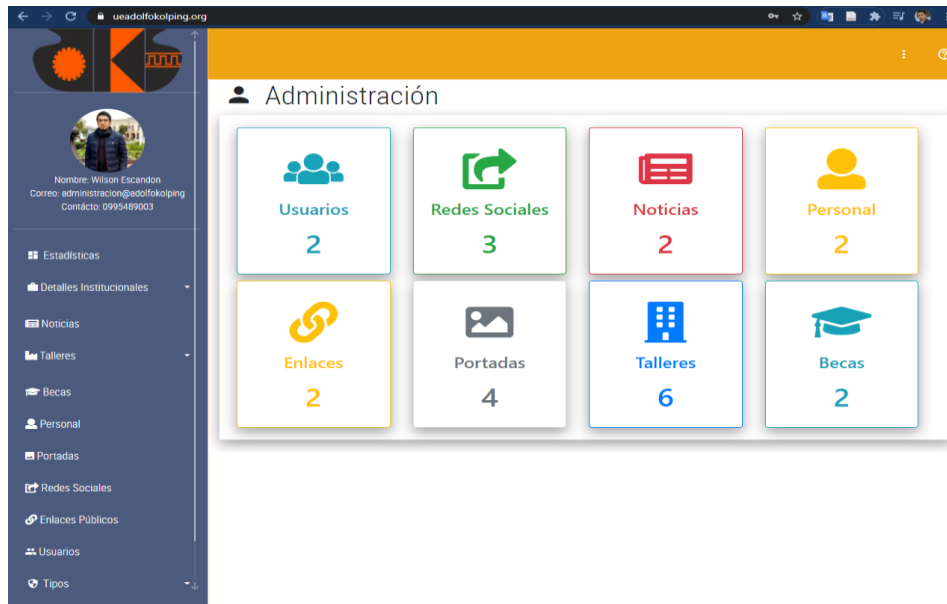 ueadolfokolping.org
Administración
Nombre: Wilson Escandon
Correo: administracion@adolfokolping
Contácto: 0995489003
Estadísticas
Detalles Institucionales
Noticias
Talleres
Becas
Personal
Portadas
Redes Sociales
Enlaces Públicos
Usuarios
Tipos
Usuarios
2
Redes Sociales
3
Noticias
2
Personal
2
Enlaces
2
Portadas
4
Talleres
6
Becas
2